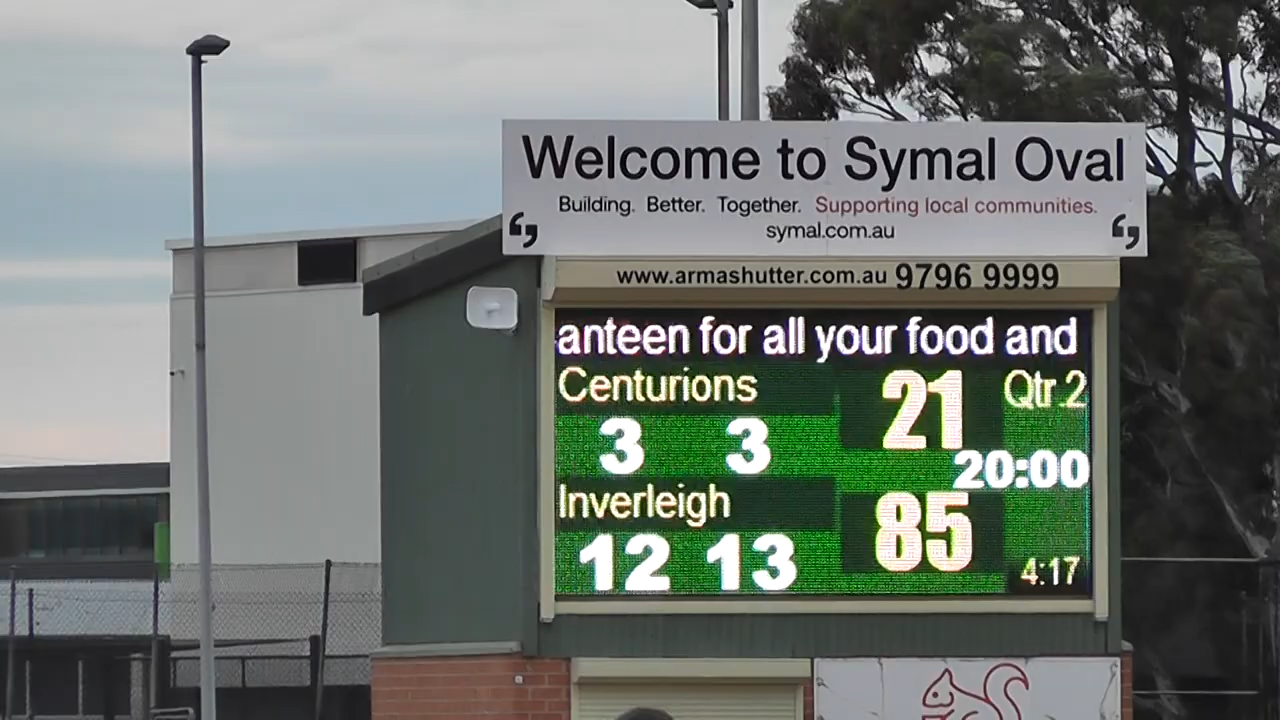 Welcome to Symal Oval
Building. Better. Together. Supporting local communities.
symal.com.au
www.armashutter.com.au 9796 9999
anteen for all your food and
Centurions 21 Qtr 2
3 3
20:00
Inverleigh 85
12 13 4:17